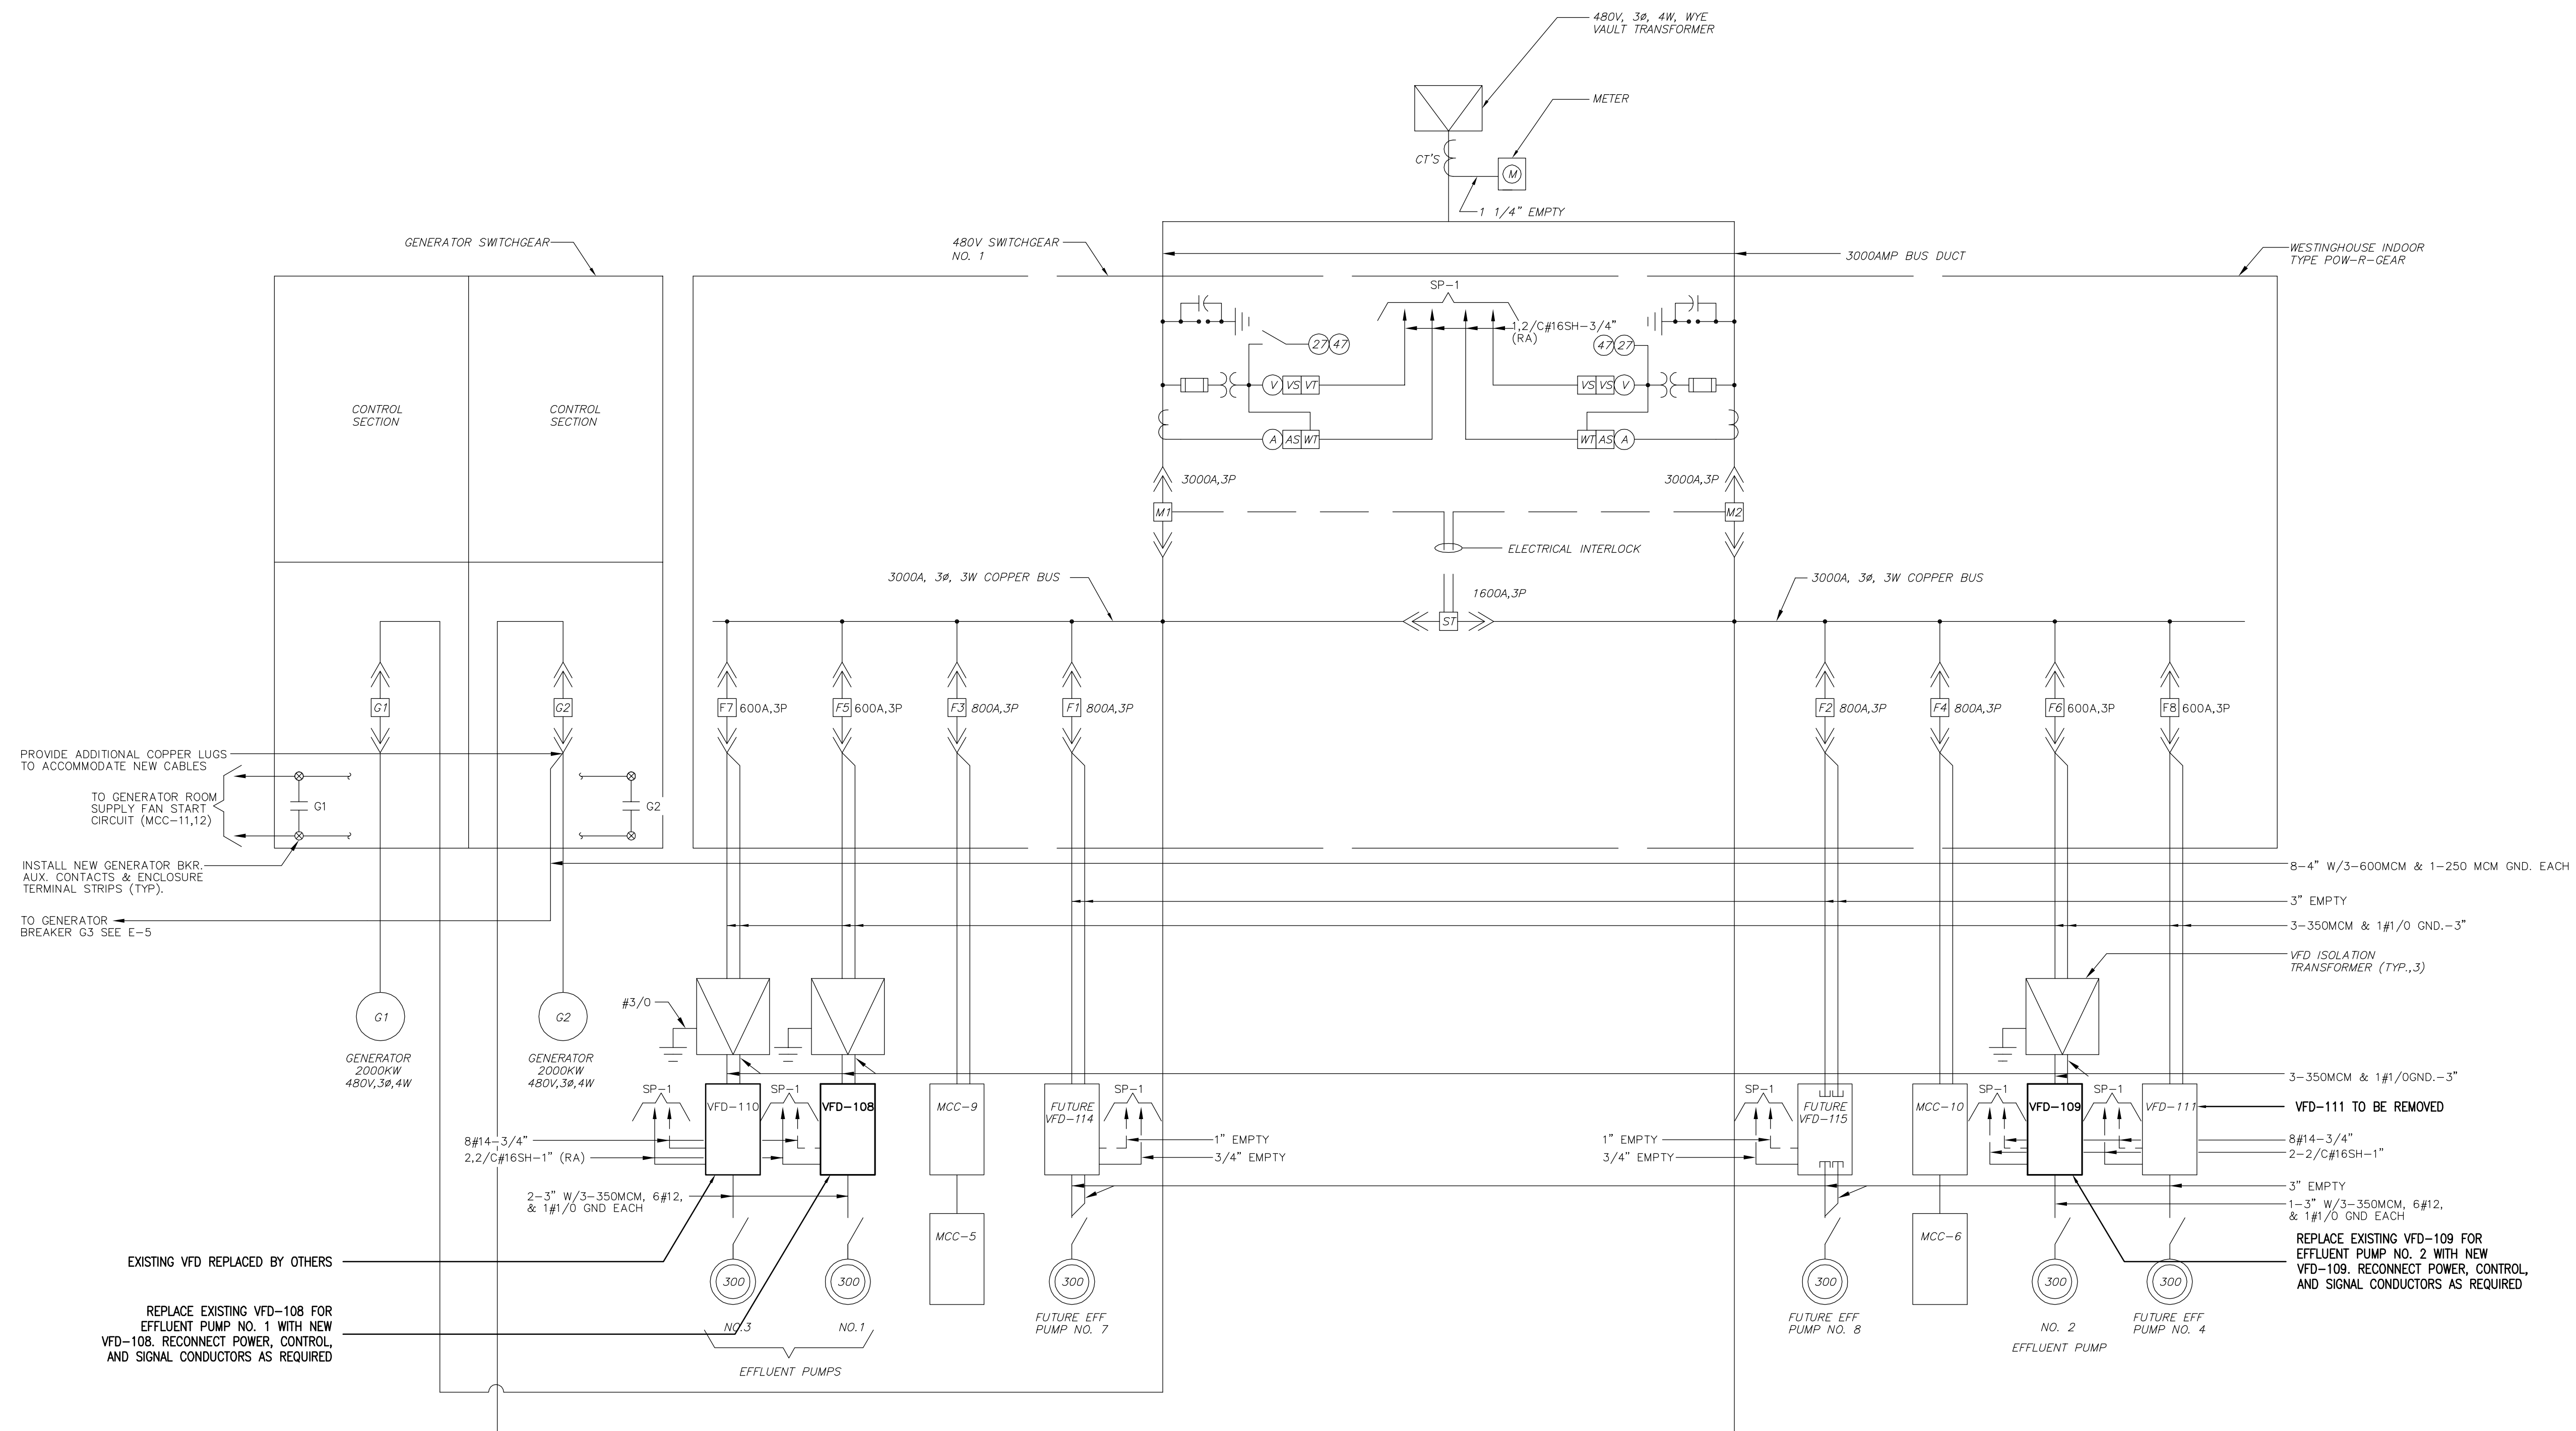 480V, 3ø, 4W, WYE
VAULT TRANSFORMER
METER
CT'S
M
1 1/4" EMPTY
GENERATOR SWITCHGEAR
480V SWITCHGEAR
NO. 1
3000AMP BUS DUCT
WESTINGHOUSE INDOOR
TYPE POW-R-GEAR
SP-1
1,2/C#16SH-3/4"
(RA)
27 47
47 27
V VS VT
VS VS V
CONTROL
SECTION
CONTROL
SECTION
A AS WT
WT AS A
3000A,3P
3000A,3P
M1
M2
ELECTRICAL INTERLOCK
3000A, 3ø, 3W COPPER BUS
3000A, 3ø, 3W COPPER BUS
1600A,3P
ST
G1
G2
F7 600A,3P
F5 600A,3P
F3 800A,3P
F1 800A,3P
F2 800A,3P
F4 800A,3P
F6 600A,3P
F8 600A,3P
PROVIDE ADDITIONAL COPPER LUGS
TO ACCOMMODATE NEW CABLES
TO GENERATOR ROOM
SUPPLY FAN START
CIRCUIT (MCC-11,12)
G1
G2
INSTALL NEW GENERATOR BKR.
AUX. CONTACTS & ENCLOSURE
TERMINAL STRIPS (TYP).
8-4" W/3-600MCM & 1-250 MCM GND. EACH
3" EMPTY
TO GENERATOR
BREAKER G3 SEE E-5
3-350MCM & 1#1/0 GND.-3"
VFD ISOLATION
TRANSFORMER (TYP.,3)
#3/0
G1
G2
GENERATOR
2000KW
480V,3ø,4W
GENERATOR
2000KW
480V,3ø,4W
3-350MCM & 1#1/0GND.-3"
SP-1
SP-1
SP-1
SP-1
SP-1
SP-1
VFD-110
VFD-108
MCC-9
FUTURE
VFD-114
FUTURE
VFD-115
MCC-10
VFD-109
VFD-111
VFD-111 TO BE REMOVED
8#14-3/4"
2,2/C#16SH-1" (RA)
1" EMPTY
3/4" EMPTY
1" EMPTY
3/4" EMPTY
8#14-3/4"
2-2/C#16SH-1"
3" EMPTY
2-3" W/3-350MCM, 6#12,
& 1#1/0 GND EACH
1-3" W/3-350MCM, 6#12,
& 1#1/0 GND EACH
MCC-5
MCC-6
EXISTING VFD REPLACED BY OTHERS
REPLACE EXISTING VFD-109 FOR
EFFLUENT PUMP NO. 2 WITH NEW
VFD-109. RECONNECT POWER, CONTROL,
AND SIGNAL CONDUCTORS AS REQUIRED
300
300
300
300
300
300
REPLACE EXISTING VFD-108 FOR
EFFLUENT PUMP NO. 1 WITH NEW
VFD-108. RECONNECT POWER, CONTROL,
AND SIGNAL CONDUCTORS AS REQUIRED
NO.3
NO.1
EFFLUENT PUMPS
FUTURE EFF
PUMP NO. 7
FUTURE EFF
PUMP NO. 8
NO. 2
EFFLUENT PUMP
FUTURE EFF
PUMP NO. 4